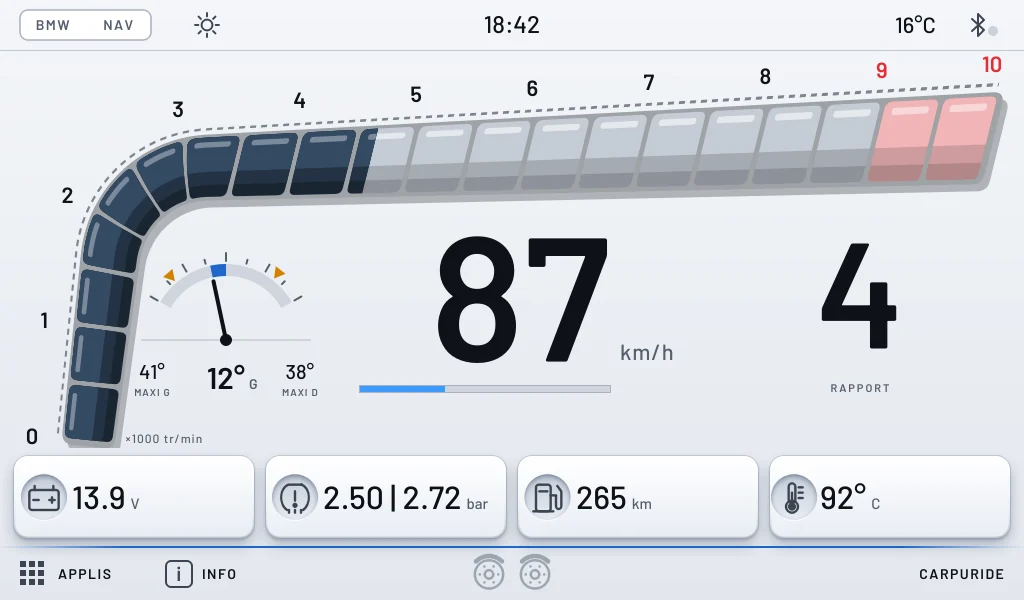 BMW NAV
18:42
16°C
0
1
2
3
4
5
6
7
8
9
10
×1000 tr/min
41°
MAXI G
12° G
38°
MAXI D
87 km/h
4
RAPPORT
13.9 V
2.50 | 2.72 bar
265 km
92° C
APPLIS
i INFO
CARPURIDE